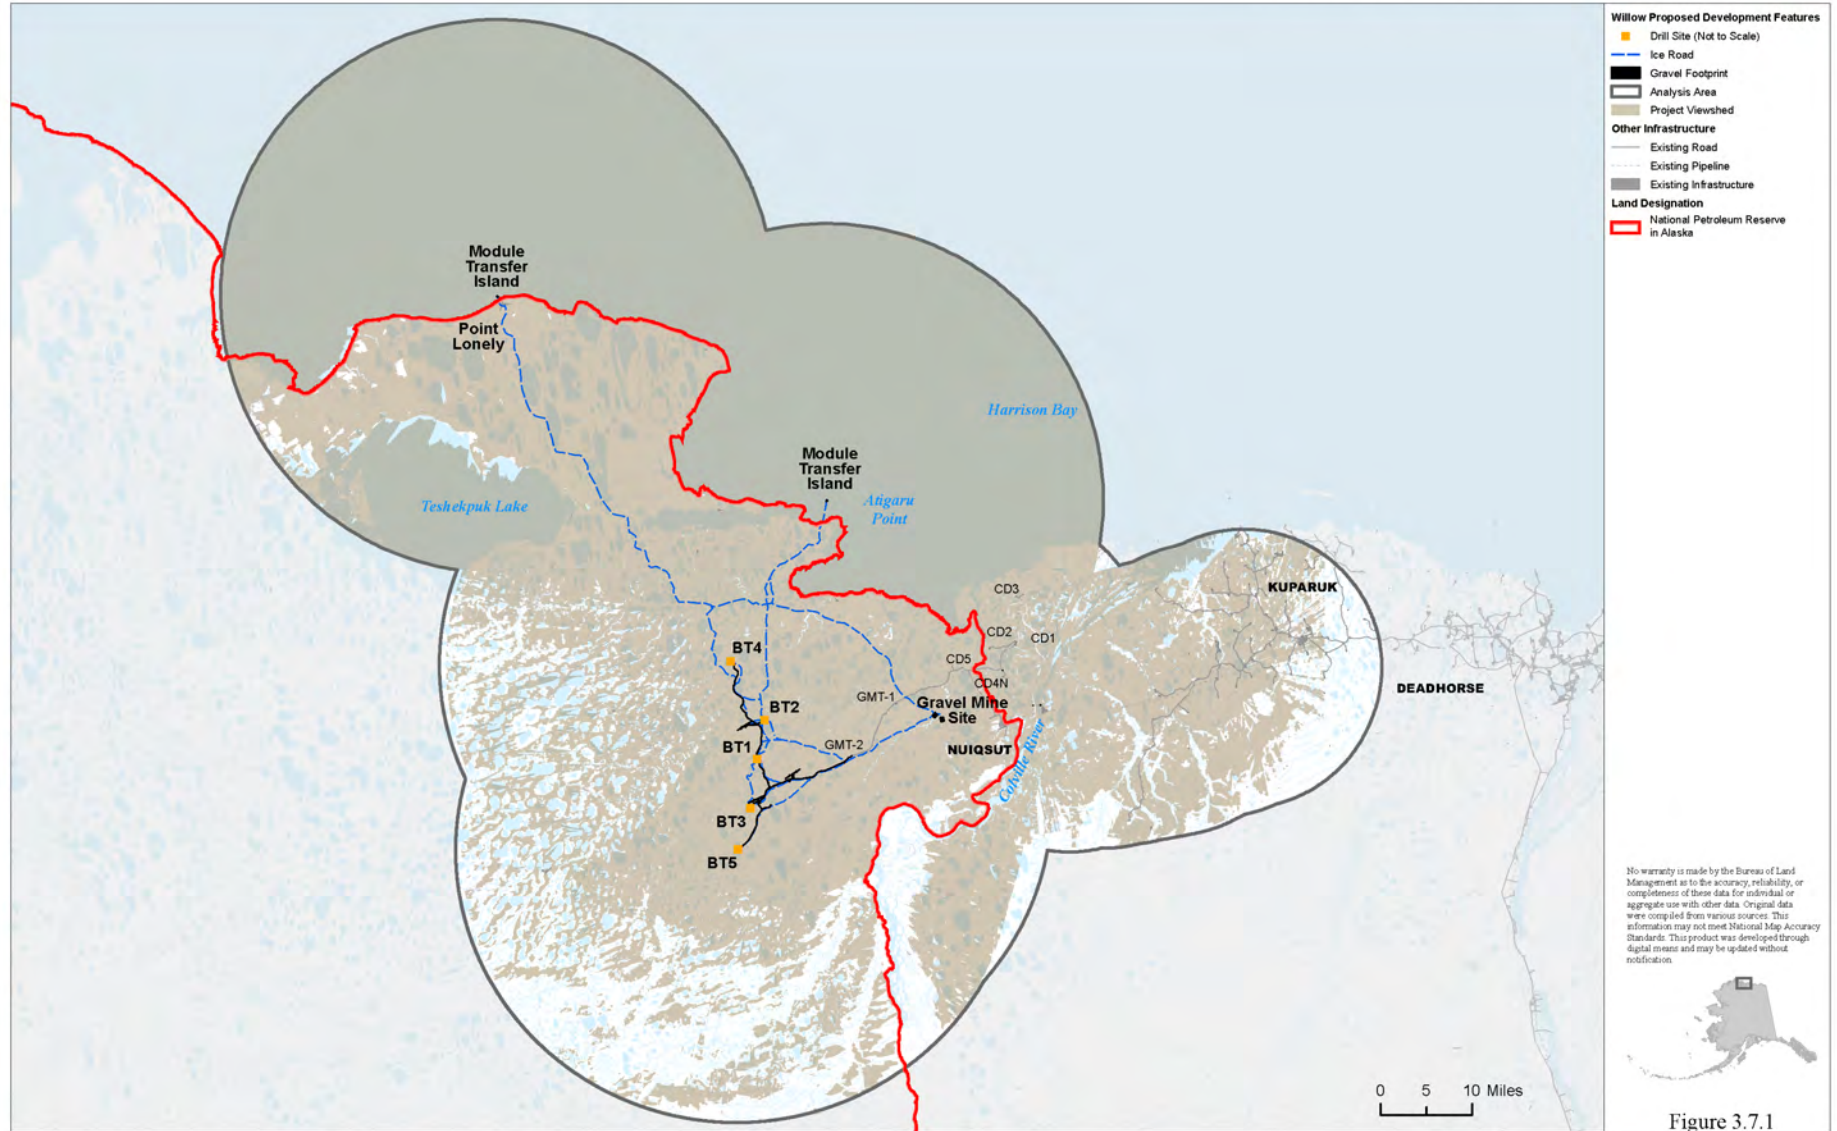 Module
Transfer
Island
Point
Lonely
Harrison Bay
Module
Transfer
Island
Teshekpuk Lake
Atigaru
Point
CD3
KUPARUK
CD2
CD1
BT4
CD5
CD4N
DEADHORSE
GMT-1
Gravel Mine
Site
BT2
BT1
GMT-2
NUIQSUT
Colville River
BT3
BT5
0 5 10 Miles
Willow Proposed Development Features
Drill Site (Not to Scale)
Ice Road
Gravel Footprint
Analysis Area
Project Viewshed
Other Infrastructure
Existing Road
Existing Pipeline
Existing Infrastructure
Land Designation
National Petroleum Reserve
in Alaska
No warranty is made by the Bureau of Land
Management as to the accuracy, reliability, or
completeness of these data for individual or
aggregate use with other data. Original data
were compiled from various sources. This
information may not meet National Map Accuracy
Standards. This product was developed through
digital means and may be updated without
notification.
Figure 3.7.1